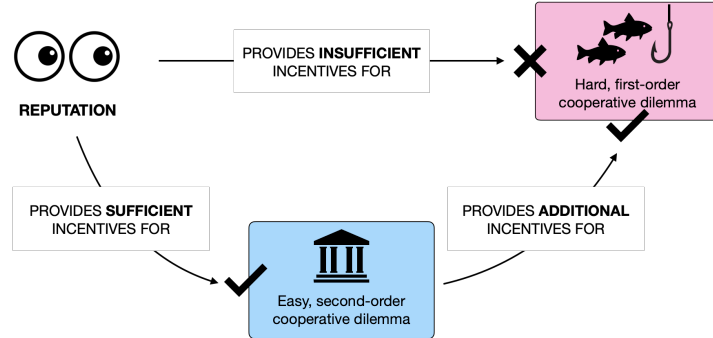 PROVIDES INSUFFICIENT
INCENTIVES FOR
Hard, first-order
cooperative dilemma
REPUTATION
PROVIDES SUFFICIENT
INCENTIVES FOR
PROVIDES ADDITIONAL
INCENTIVES FOR
Easy, second-order
cooperative dilemma